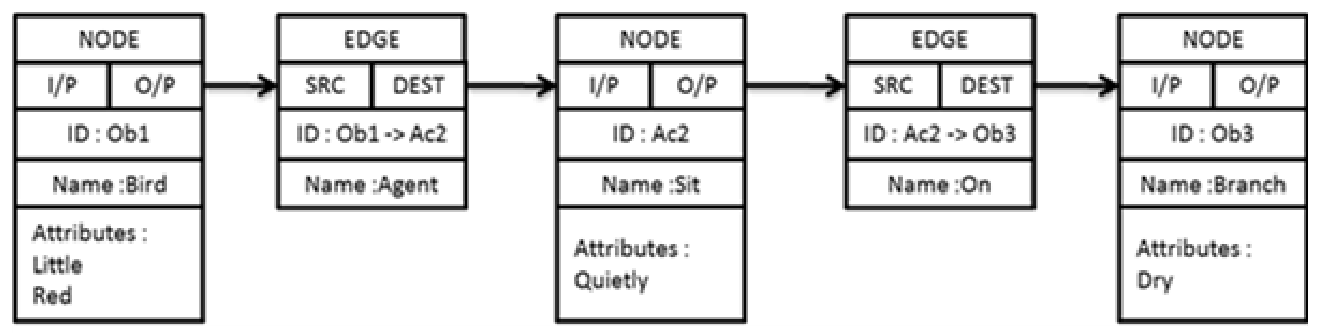 NODE
I/P O/P
ID : Ob1
Name :Bird
Attributes :
Little
Red
EDGE
SRC DEST
ID : Ob1 -> Ac2
Name :Agent
NODE
I/P O/P
ID : Ac2
Name :Sit
Attributes :
Quietly
EDGE
SRC DEST
ID : Ac2 -> Ob3
Name :On
NODE
I/P O/P
ID : Ob3
Name :Branch
Attributes :
Dry